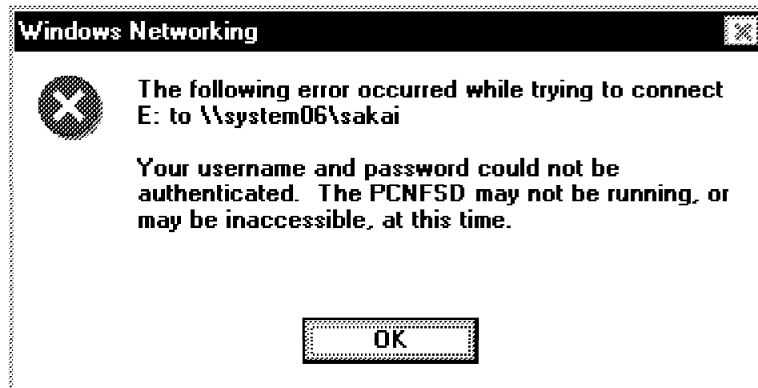 Windows Networking
The following error occurred while trying to connect
E: to \\system06\sakai
Your username and password could not be
authenticated.  The PCNFSD may not be running, or
may be inaccessible, at this time.
OK